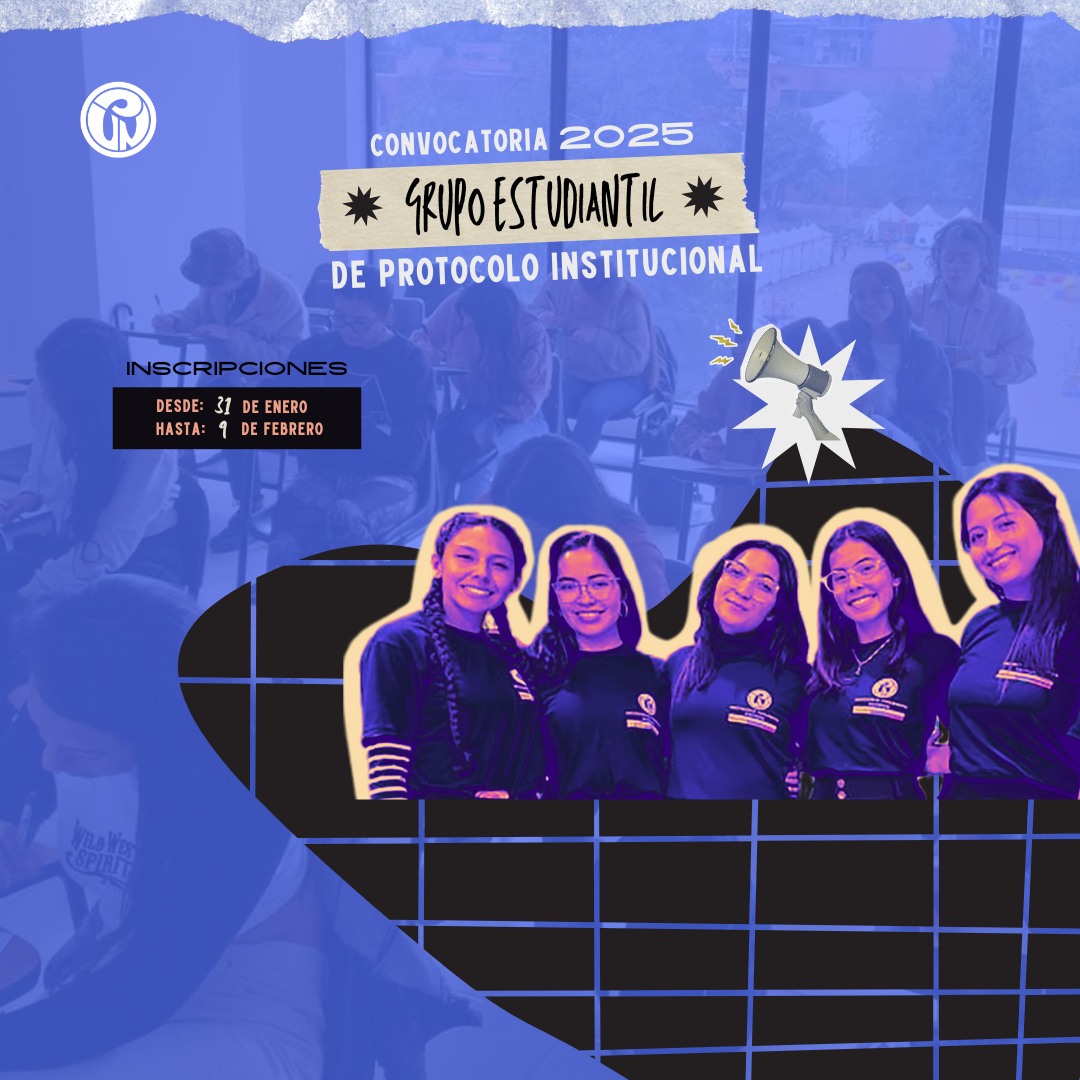 CONVOCATORIA 2025
GRUPO ESTUDIANTIL
DE PROTOCOLO INSTITUCIONAL
INSCRIPCIONES
DESDE: 31 DE ENERO
HASTA: 9 DE FEBRERO
WILD WEST
SPIRIT